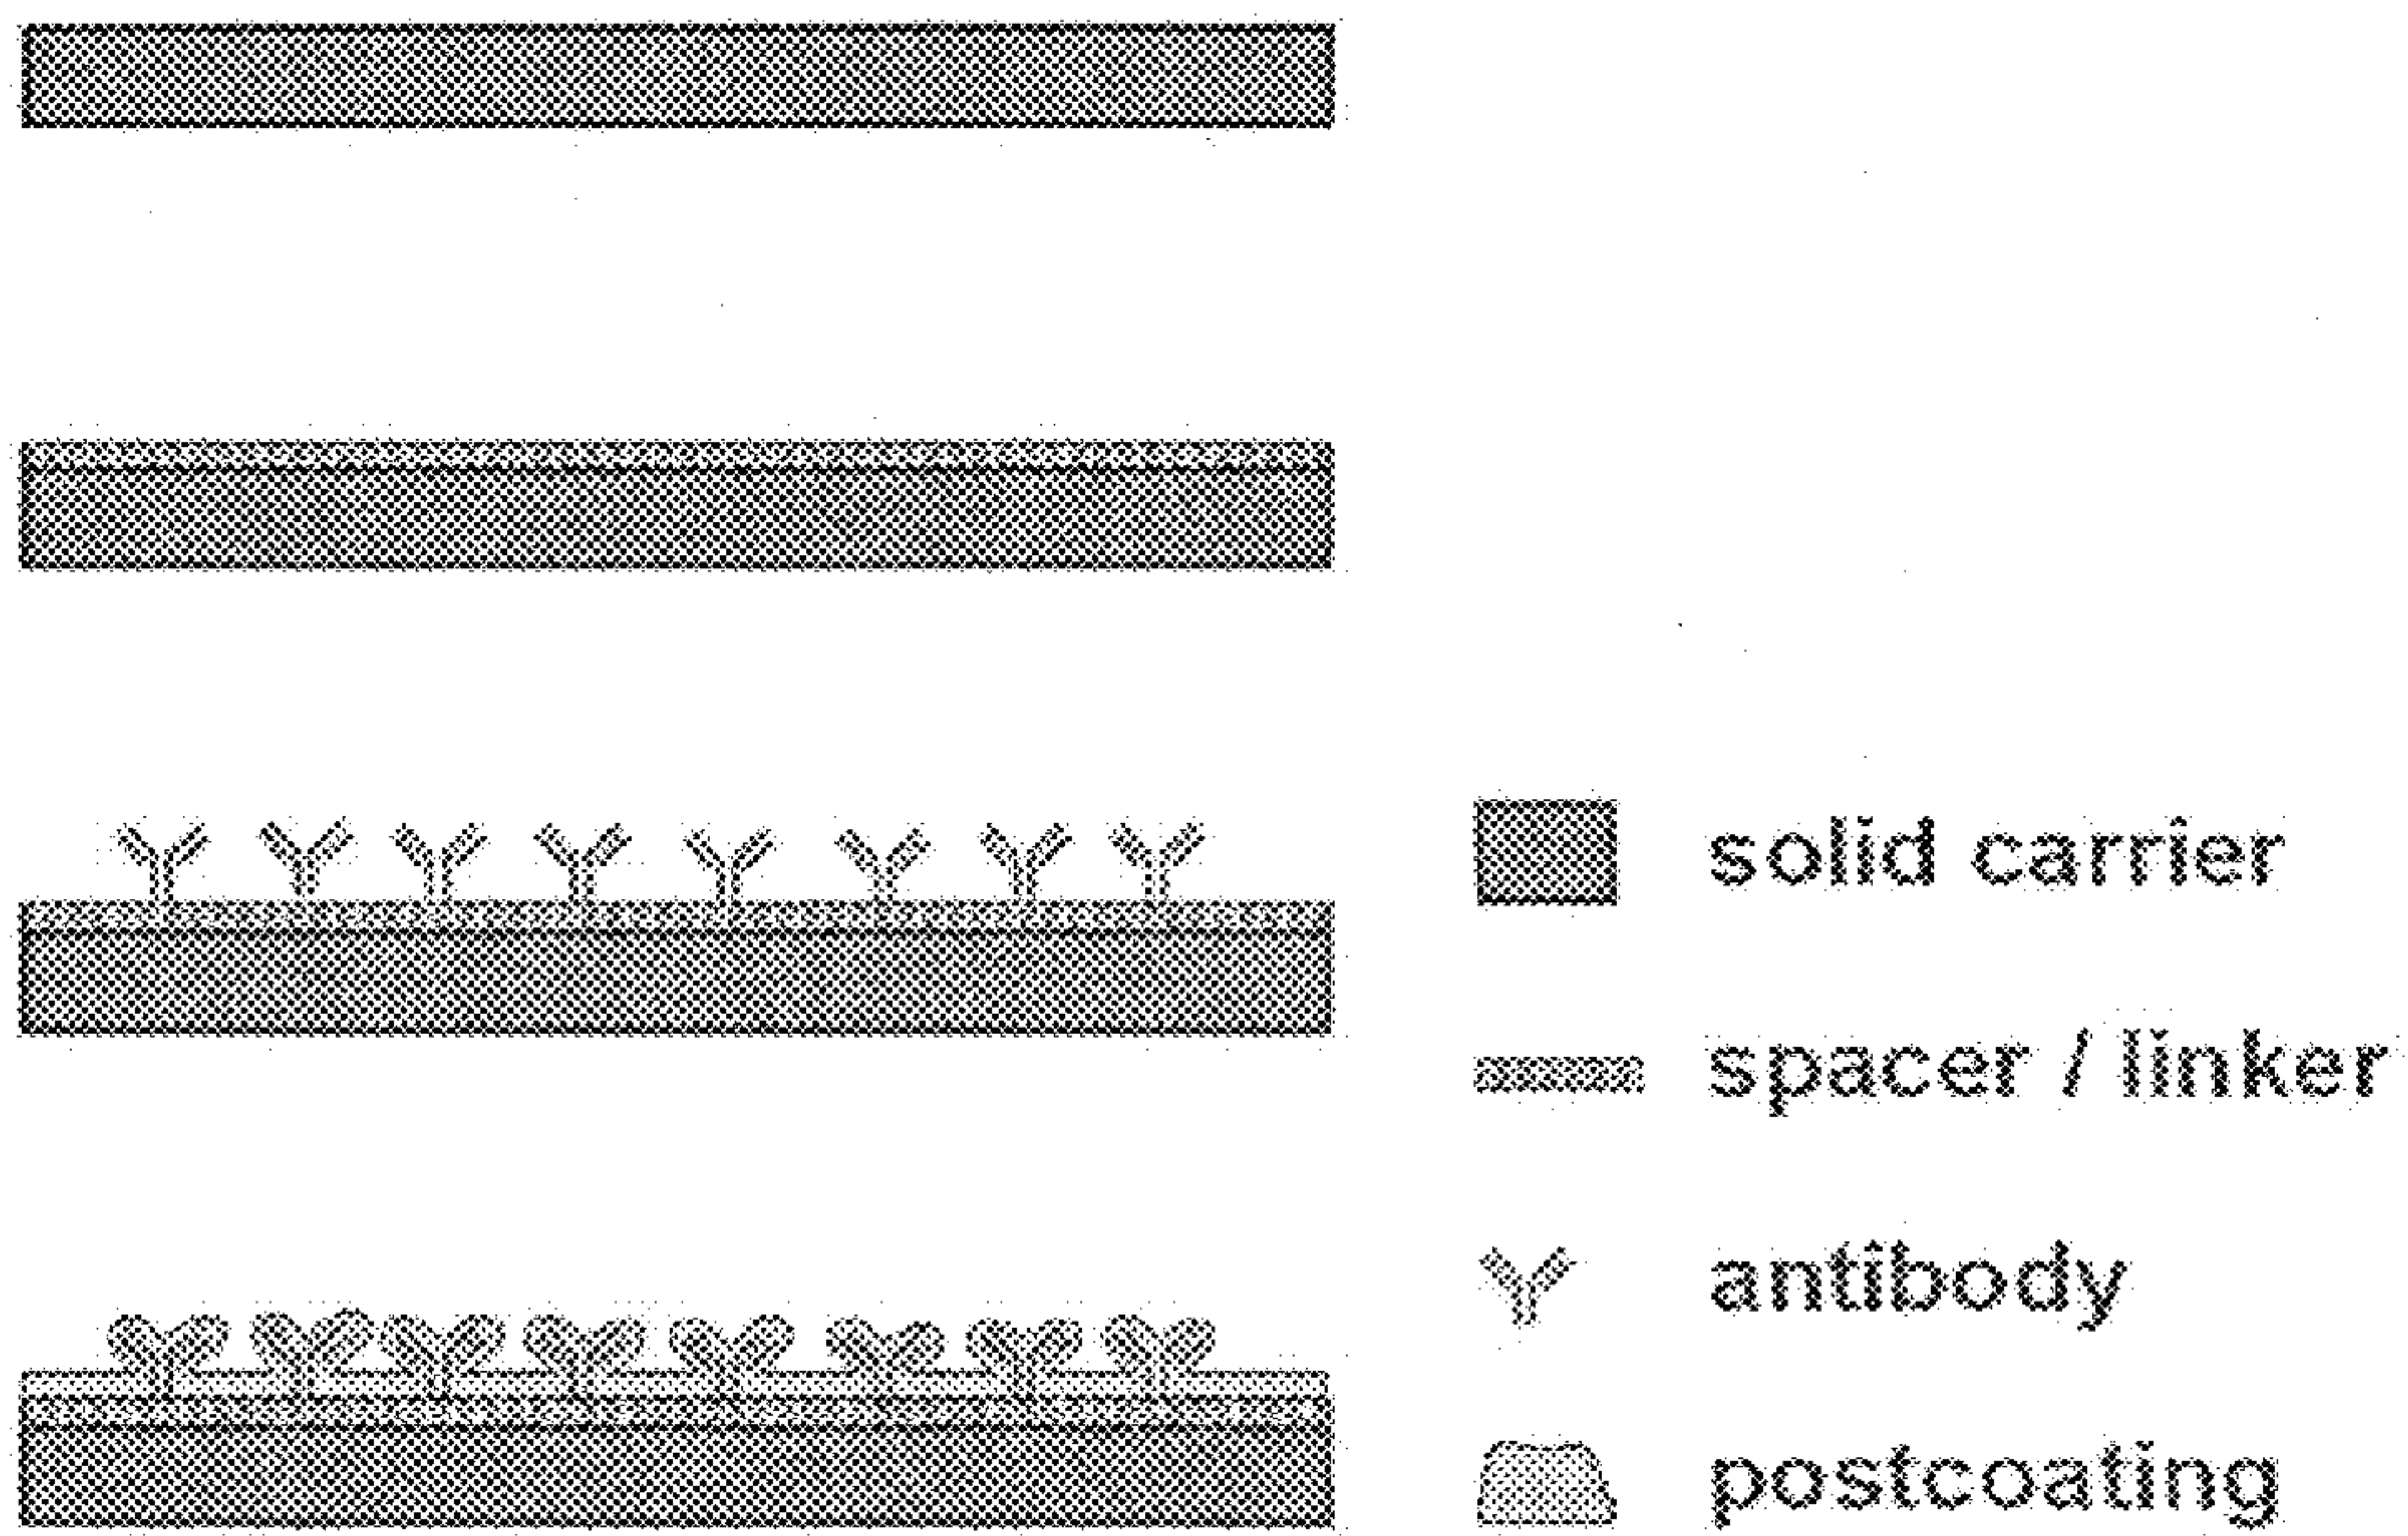 solid carrier
spacer / linker
antibody
postcoating